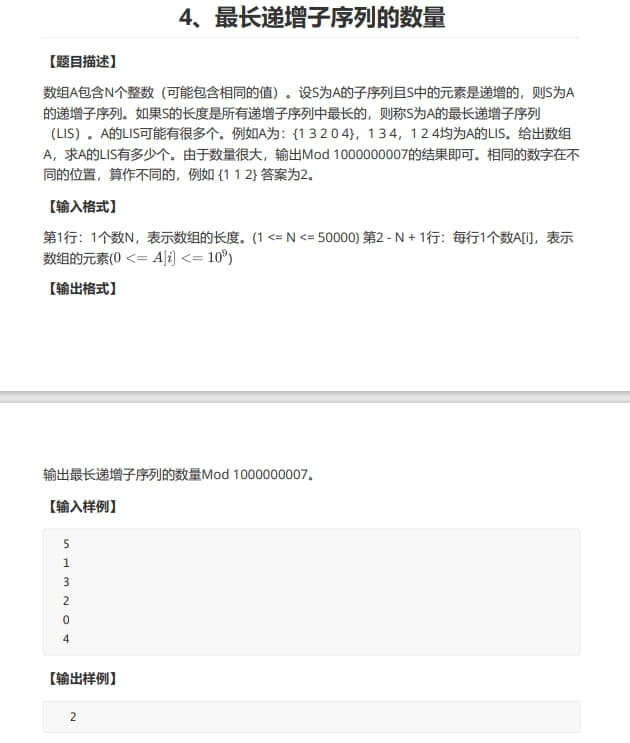 4、最长递增子序列的数量
【题目描述】
数组A包含N个整数（可能包含相同的值）。设S为A的子序列且S中的元素是递增的，则S为A
的递增子序列。如果S的长度是所有递增子序列中最长的，则称S为A的最长递增子序列
（LIS）。A的LIS可能有很多个。例如A为：{1 3 2 0 4}，1 3 4，1 2 4均为A的LIS。给出数组
A，求A的LIS有多少个。由于数量很大，输出Mod 1000000007的结果即可。相同的数字在不
同的位置，算作不同的，例如 {1 1 2} 答案为2。
【输入格式】
第1行：1个数N，表示数组的长度。(1 <= N <= 50000) 第2 - N + 1行：每行1个数A[i]，表示
数组的元素(0 <= A[i] <= 10⁹)
【输出格式】
输出最长递增子序列的数量Mod 1000000007。
【输入样例】
5
1
3
2
0
4
【输出样例】
2